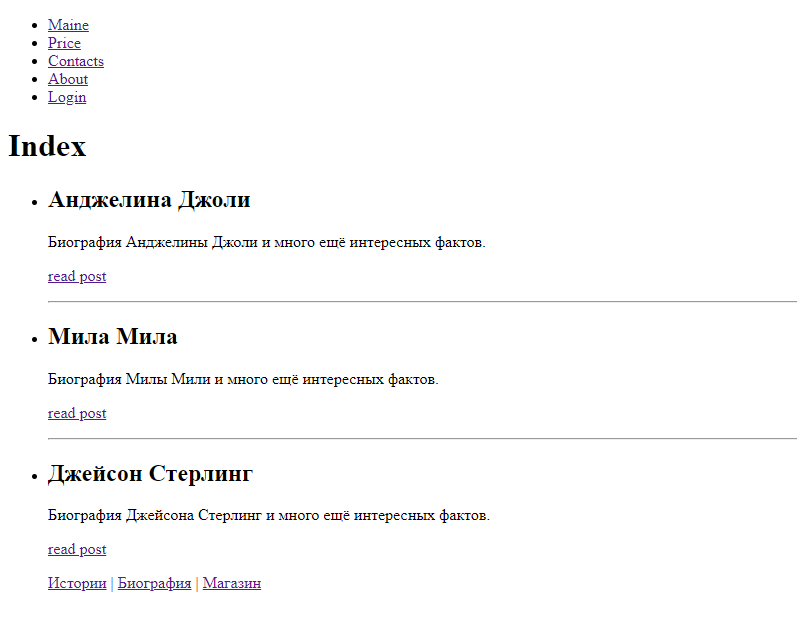 Maine
Price
Contacts
About
Login
Index
Анджелина Джоли
Биография Анджелины Джоли и много ещё интересных фактов.
read post
Мила Мила
Биография Милы Мили и много ещё интересных фактов.
read post
Джейсон Стерлинг
Биография Джейсона Стерлинг и много ещё интересных фактов.
read post
Истории | Биография | Магазин